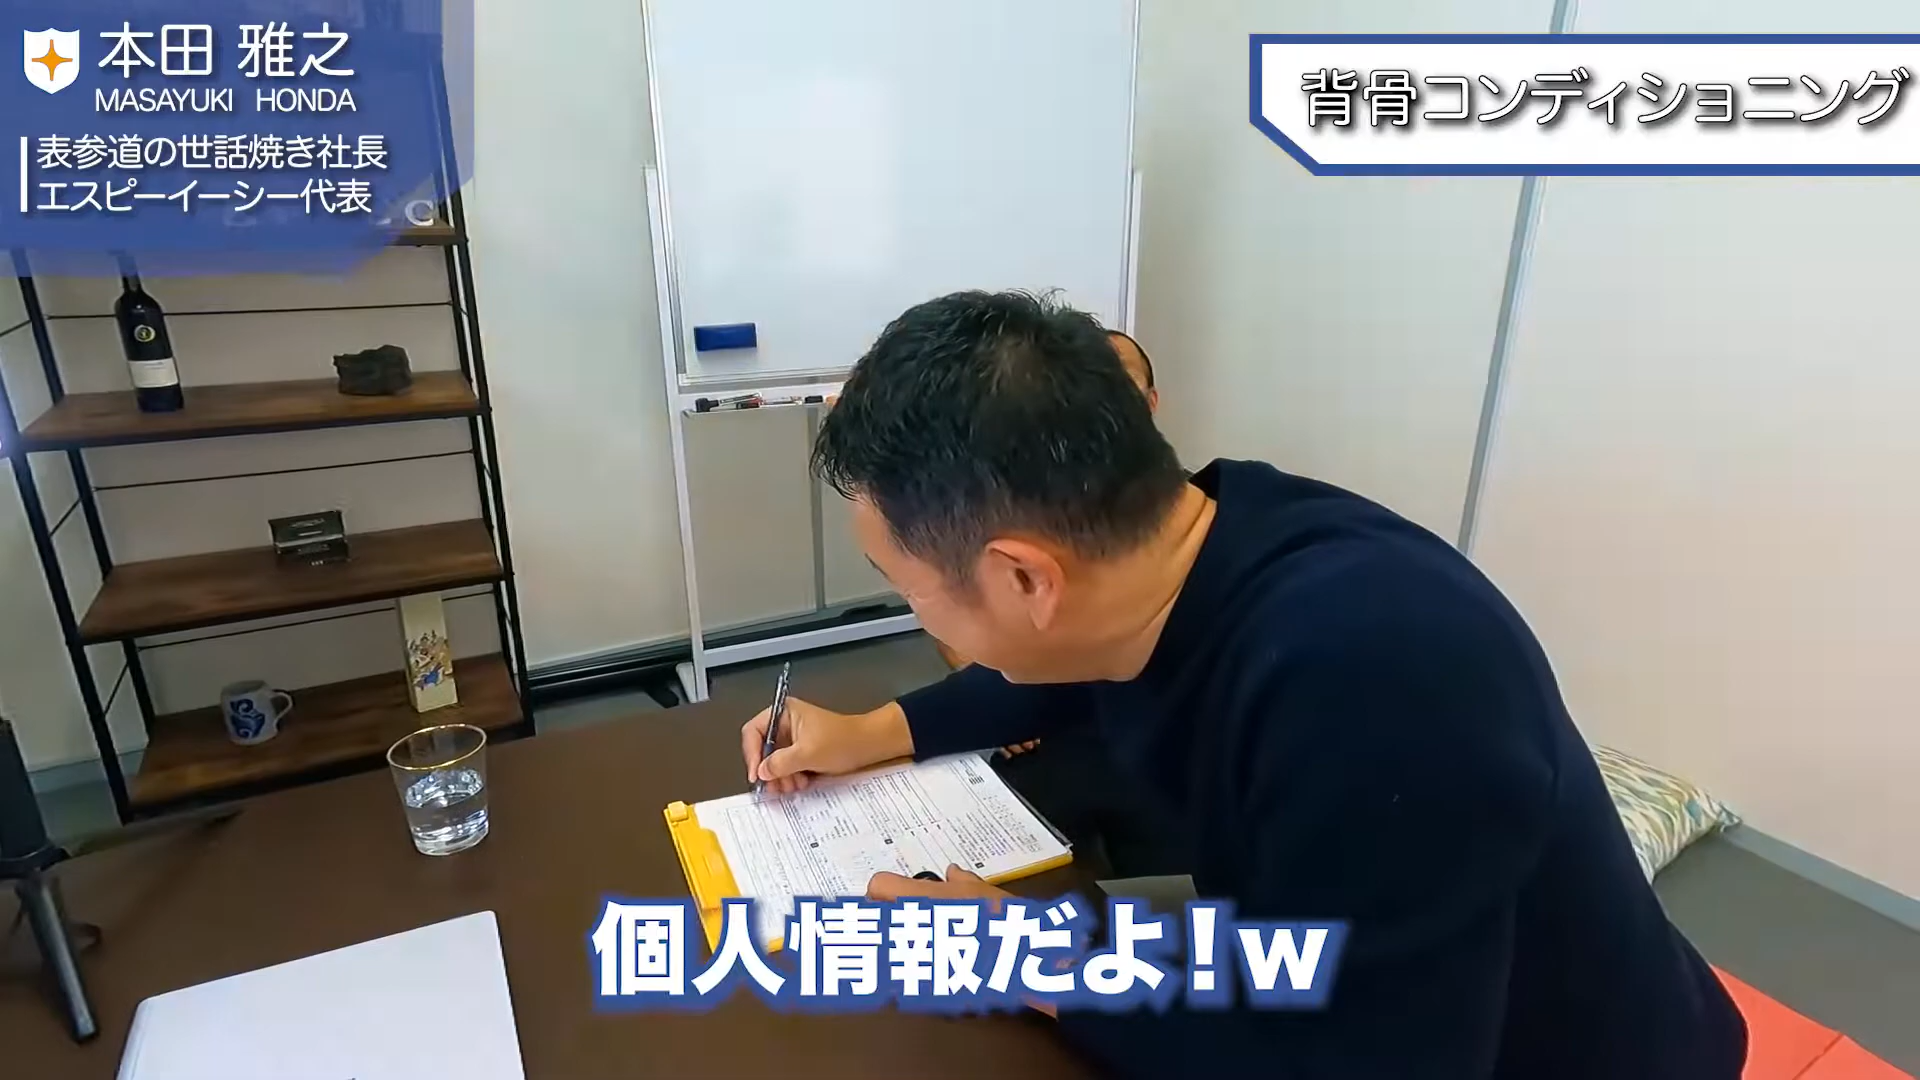 本田 雅之
MASAYUKI HONDA
表参道の世話焼き社長
エスピーイーシー代表
背骨コンディショニング
個人情報だよ！w